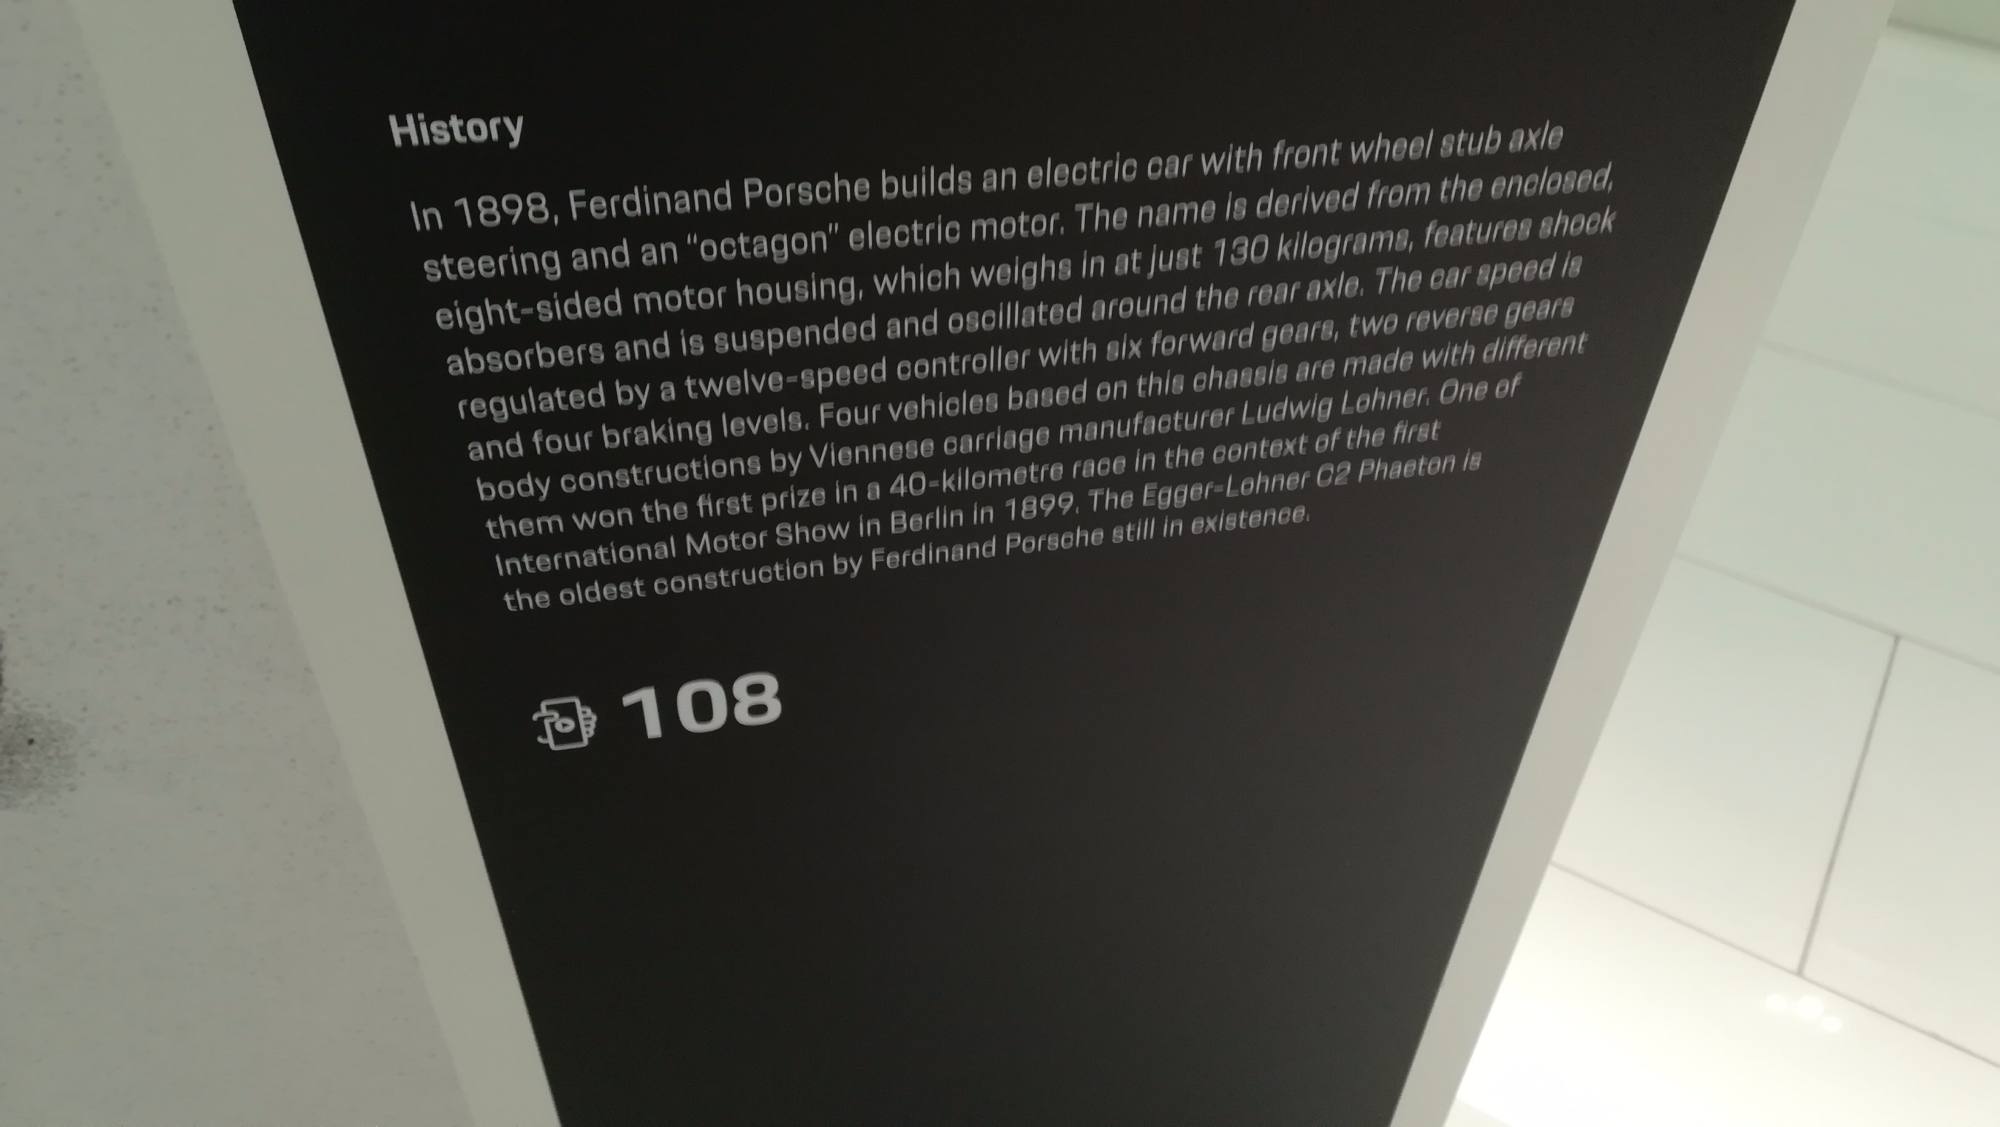 History
In 1898, Ferdinand Porsche builds an electric car with front wheel stub axle
steering and an “octagon” electric motor. The name is derived from the enclosed,
eight-sided motor housing, which weighs in at just 130 kilograms, features shock
absorbers and is suspended and oscillated around the rear axle. The car speed is
regulated by a twelve-speed controller with six forward gears, two reverse gears
and four braking levels. Four vehicles based on this chassis are made with different
body constructions by Viennese carriage manufacturer Ludwig Lohner. One of
them won the first prize in a 40-kilometre race in the context of the first
International Motor Show in Berlin in 1899. The Egger-Lohner C2 Phaeton is
the oldest construction by Ferdinand Porsche still in existence.
108